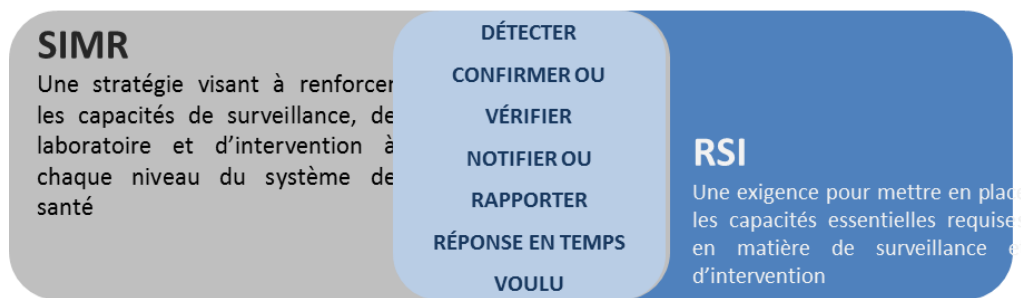 SIMR
Une stratégie visant à renforcer
les capacités de surveillance, de
laboratoire et d'intervention à
chaque niveau du système de
santé
DÉTECTER
CONFIRMER OU
VÉRIFIER
NOTIFIER OU
RAPPORTER
RÉPONSE EN TEMPS
VOULU
RSI
Une exigence pour mettre en place
les capacités essentielles requises
en matière de surveillance et
d'intervention